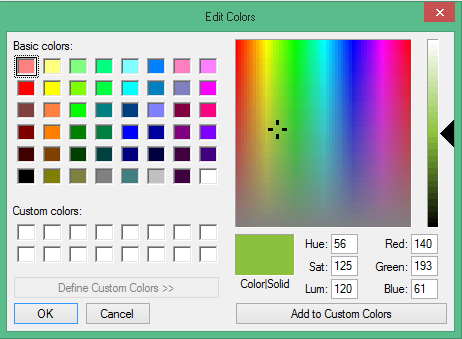 Edit Colors
Basic colors:
Custom colors:
Define Custom Colors >>
OK
Cancel
Color|Solid
Hue: 56
Sat: 125
Lum: 120
Red: 140
Green: 193
Blue: 61
Add to Custom Colors